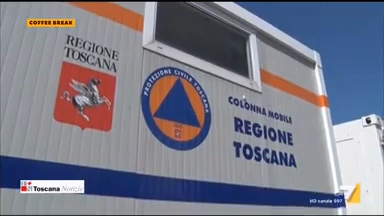 COFFEE BREAK
REGIONE
TOSCANA
PROTEZIONE CIVILE TOSCANA
COLONNA MOBILE
REGIONE
TOSCANA
Toscana Notizie
HD canale 507